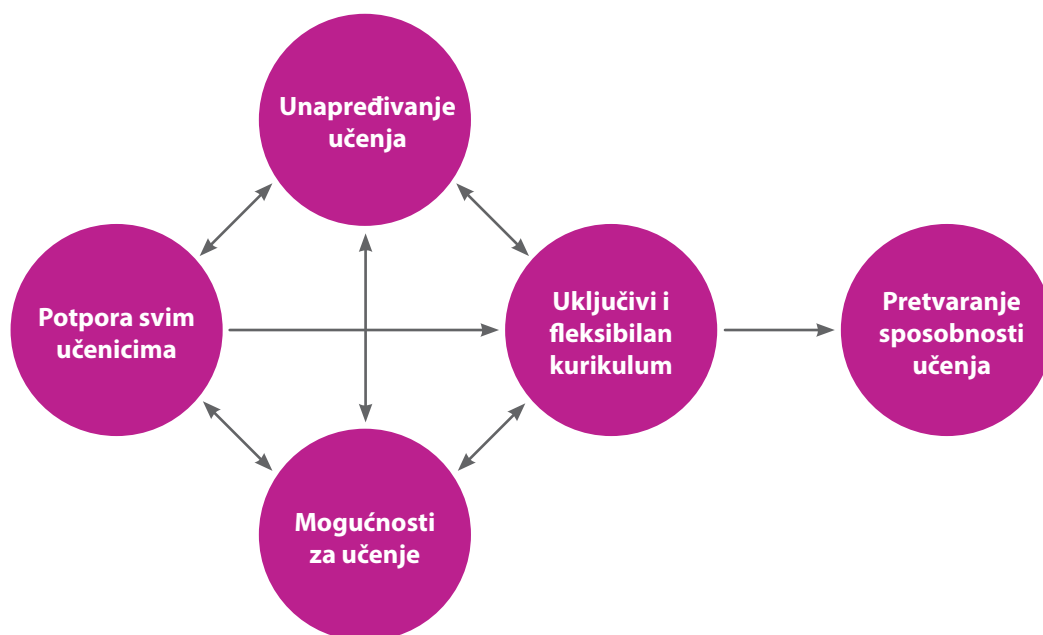 Unapređivanje
učenja
Potpora svim
učenicima
Uključivi i
fleksibilan
kurikulum
Pretvaranje
sposobnosti
učenja
Mogućnosti
za učenje